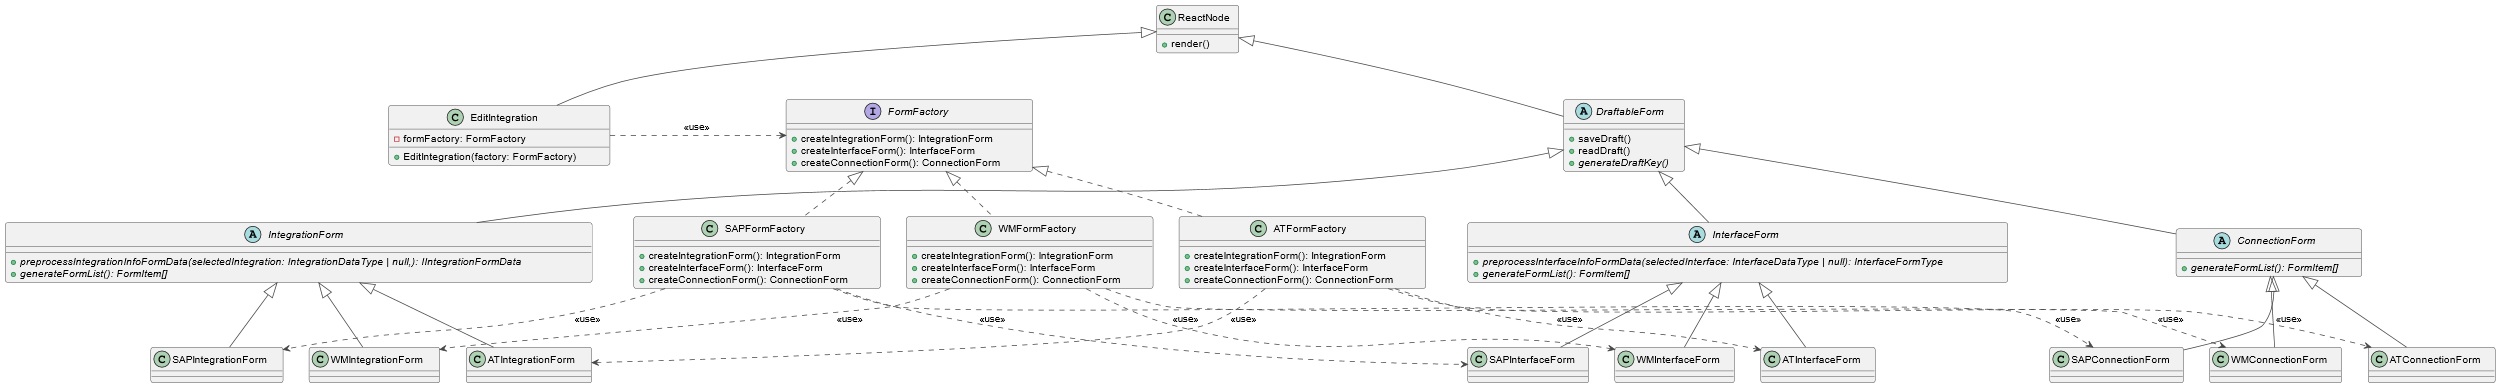 C ReactNode
render()
C EditIntegration
formFactory: FormFactory
EditIntegration(factory: FormFactory)
«use»
I FormFactory
createIntegrationForm(): IntegrationForm
createInterfaceForm(): InterfaceForm
createConnectionForm(): ConnectionForm
A DraftableForm
saveDraft()
readDraft()
generateDraftKey()
A IntegrationForm
preprocessIntegrationInfoFormData(selectedIntegration: IntegrationDataType | null,): IIntegrationFormData
generateFormList(): FormItem[]
C SAPFormFactory
createIntegrationForm(): IntegrationForm
createInterfaceForm(): InterfaceForm
createConnectionForm(): ConnectionForm
C WMFormFactory
createIntegrationForm(): IntegrationForm
createInterfaceForm(): InterfaceForm
createConnectionForm(): ConnectionForm
C ATFormFactory
createIntegrationForm(): IntegrationForm
createInterfaceForm(): InterfaceForm
createConnectionForm(): ConnectionForm
A InterfaceForm
preprocessInterfaceInfoFormData(selectedInterface: InterfaceDataType | null): InterfaceFormType
generateFormList(): FormItem[]
A ConnectionForm
generateFormList(): FormItem[]
«use»
«use»
«use»
«use»
«use»
«use»
«use»
«use»
«use»
C SAPIntegrationForm
C WMIntegrationForm
C ATIntegrationForm
C SAPInterfaceForm
C WMInterfaceForm
C ATInterfaceForm
C SAPConnectionForm
C WMConnectionForm
C ATConnectionForm